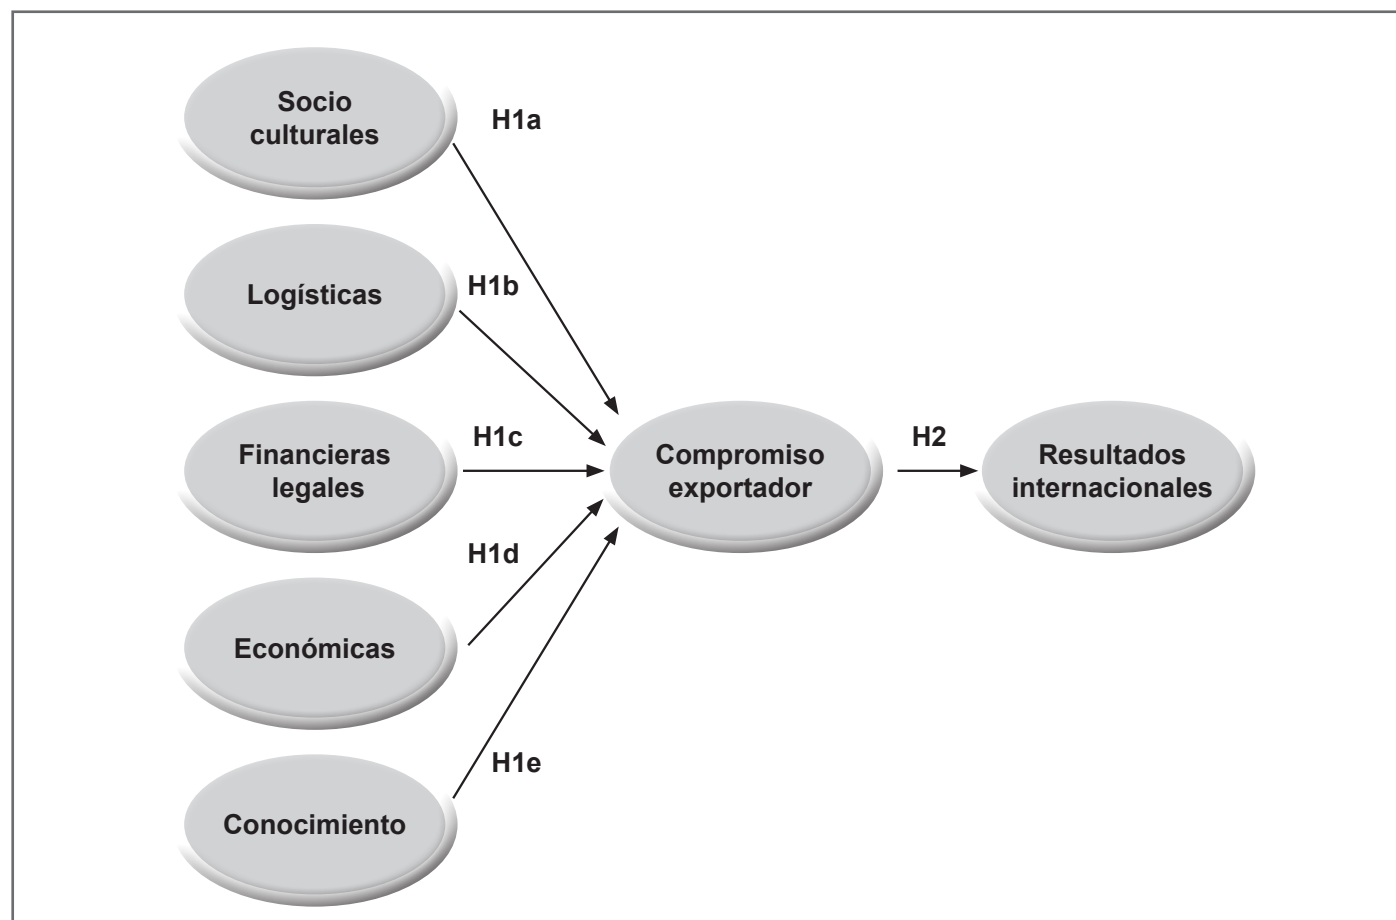 Socio
culturales
H1a
Logísticas
H1b
Financieras
legales
H1c
Compromiso
exportador
H2
Resultados
internacionales
H1d
Económicas
H1e
Conocimiento